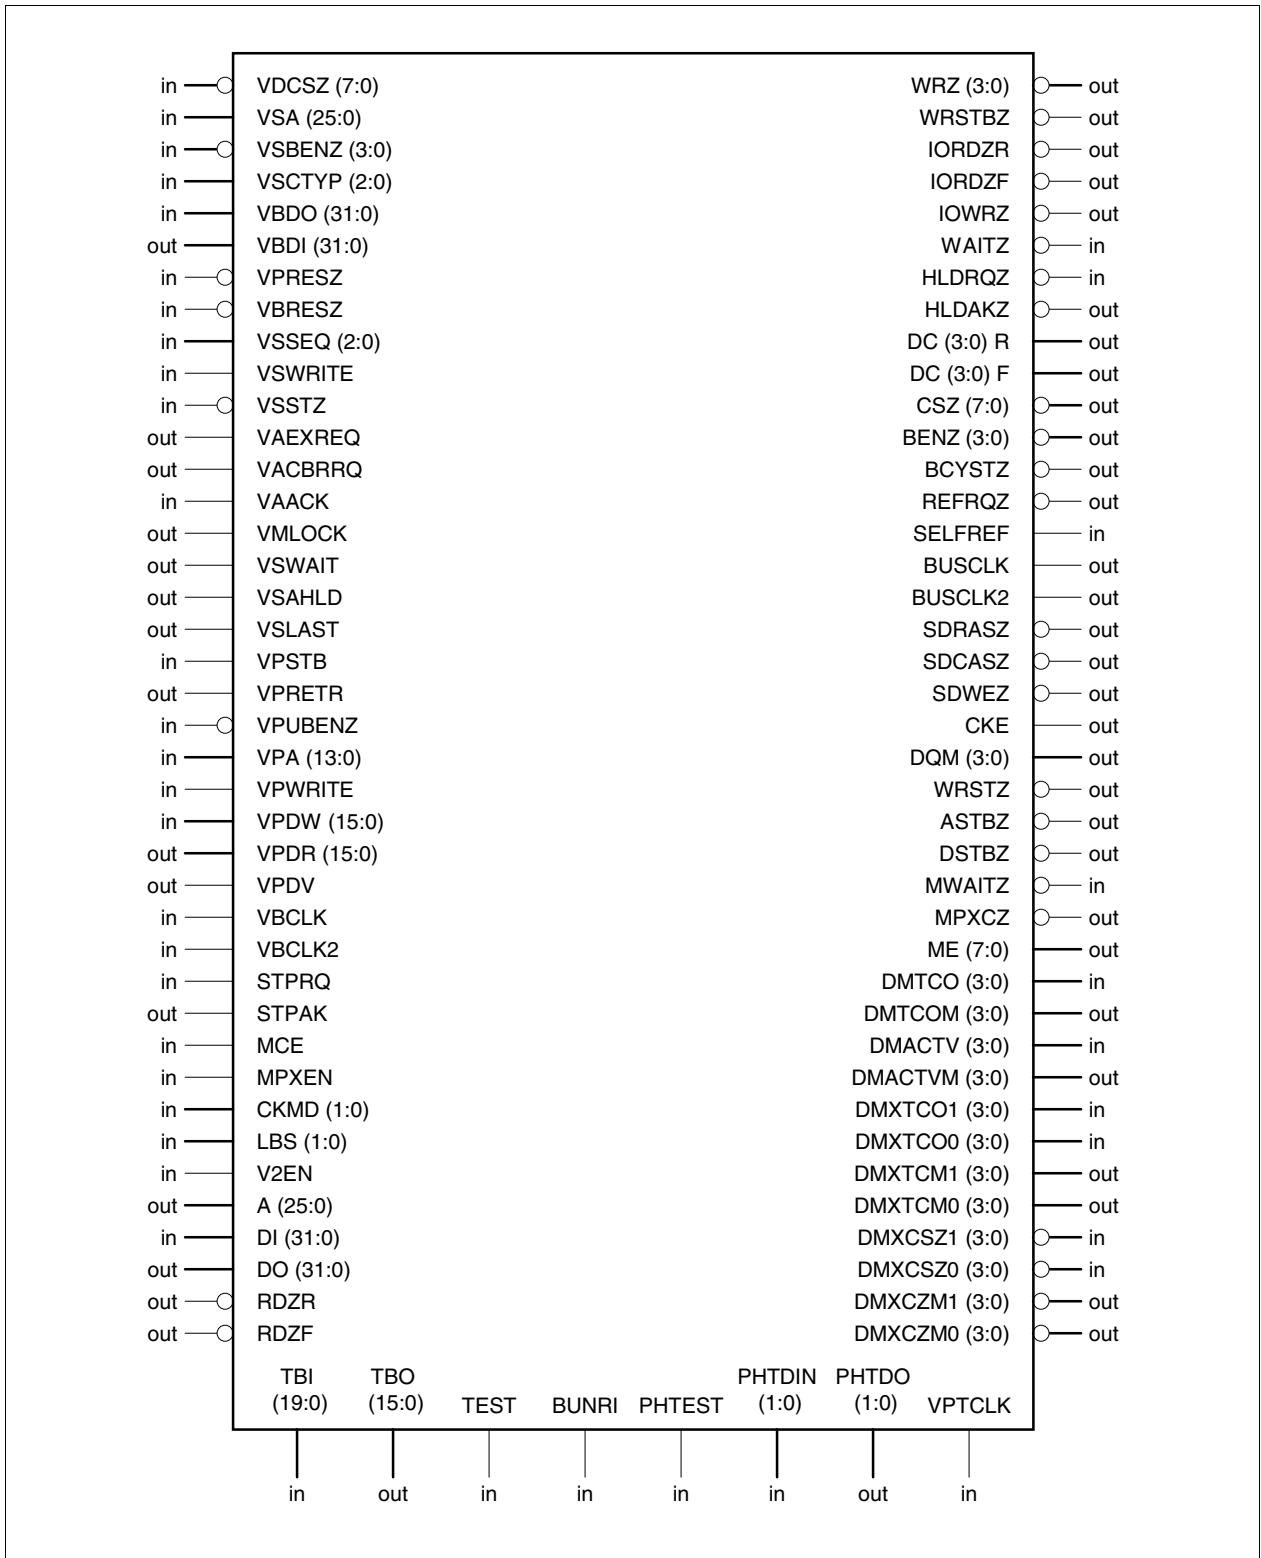 in VDCSZ (7:0) WRZ (3:0) out
in VSA (25:0) WRSTBZ out
in VSBENZ (3:0) IORDZR out
in VSCTYP (2:0) IORDZF out
in VBDO (31:0) IOWRZ out
out VBDI (31:0) WAITZ in
in VPRESZ HLDRQZ in
in VBRESZ HLDAKZ out
in VSSEQ (2:0) DC (3:0) R out
in VSWRITE DC (3:0) F out
in VSSTZ CSZ (7:0) out
out VAEXREQ BENZ (3:0) out
out VACBRRQ BCYSTZ out
in VAACK REFRQZ out
out VMLOCK SELFREF in
out VSWAIT BUSCLK out
out VSAHLD BUSCLK2 out
out VSLAST SDRASZ out
in VPSTB SDCASZ out
out VPRETR SDWEZ out
in VPUBENZ CKE out
in VPA (13:0) DQM (3:0) out
in VPWRITE WRSTZ out
in VPDW (15:0) ASTBZ out
out VPDR (15:0) DSTBZ out
out VPDV MWAITZ in
in VBCLK MPXCZ out
in VBCLK2 ME (7:0) out
in STPRQ DMTCO (3:0) in
out STPAK DMTCOM (3:0) out
in MCE DMACTV (3:0) in
in MPXEN DMACTVM (3:0) out
in CKMD (1:0) DMXTCO1 (3:0) in
in LBS (1:0) DMXTCO0 (3:0) in
in V2EN DMXTCM1 (3:0) out
out A (25:0) DMXTCM0 (3:0) out
in DI (31:0) DMXCSZ1 (3:0) in
out DO (31:0) DMXCSZ0 (3:0) in
out RDZR DMXCZM1 (3:0) out
out RDZF DMXCZM0 (3:0) out
TBI TBO PHTDIN PHTDO
(19:0) (15:0) TEST BUNRI PHTEST (1:0) (1:0) VPTCLK
in out in in in in out in